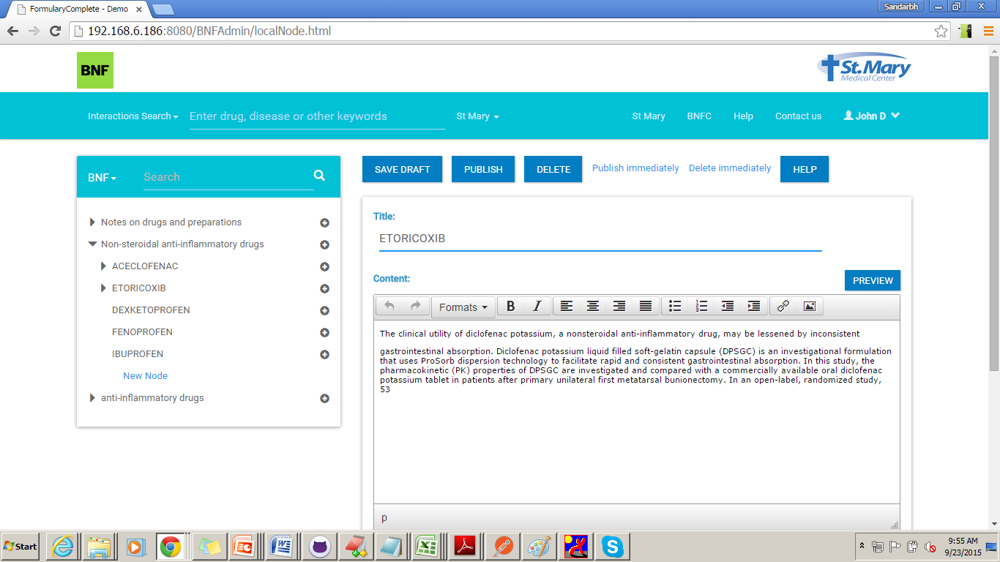 FormularyComplete - Demo
Sandarbh
192.168.6.186:8080/BNFAdmin/localNode.html
BNF
St.Mary
Medical Center
Interactions Search Enter drug, disease or other keywords St Mary St Mary BNFC Help Contact us John D
BNF Search
SAVE DRAFT PUBLISH DELETE Publish immediately Delete immediately HELP
Notes on drugs and preparations
Non-steroidal anti-inflammatory drugs
ACECLOFENAC
ETORICOXIB
DEXKETOPROFEN
FENOPROFEN
IBUPROFEN
New Node
anti-inflammatory drugs
Title:
ETORICOXIB
Content:
PREVIEW
Formats B I
The clinical utility of diclofenac potassium, a nonsteroidal anti-inflammatory drug, may be lessened by inconsistent
gastrointestinal absorption. Diclofenac potassium liquid filled soft-gelatin capsule (DPSGC) is an investigational formulation
that uses ProSorb dispersion technology to facilitate rapid and consistent gastrointestinal absorption. In this study, the
pharmacokinetic (PK) properties of DPSGC are investigated and compared with a commercially available oral diclofenac
potassium tablet in patients after primary unilateral first metatarsal bunionectomy. In an open-label, randomized study,
53
p
Start
9:55 AM
9/23/2015